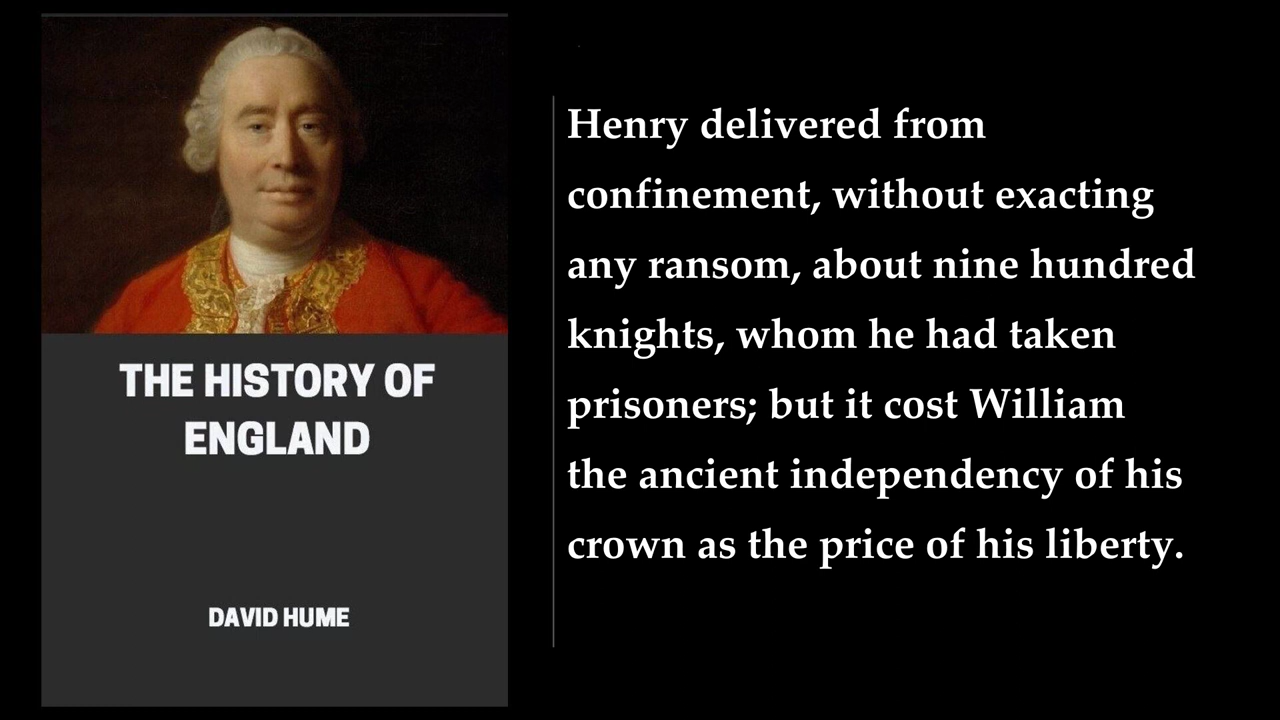 THE HISTORY OF
ENGLAND
DAVID HUME
Henry delivered from
confinement, without exacting
any ransom, about nine hundred
knights, whom he had taken
prisoners; but it cost William
the ancient independency of his
crown as the price of his liberty.